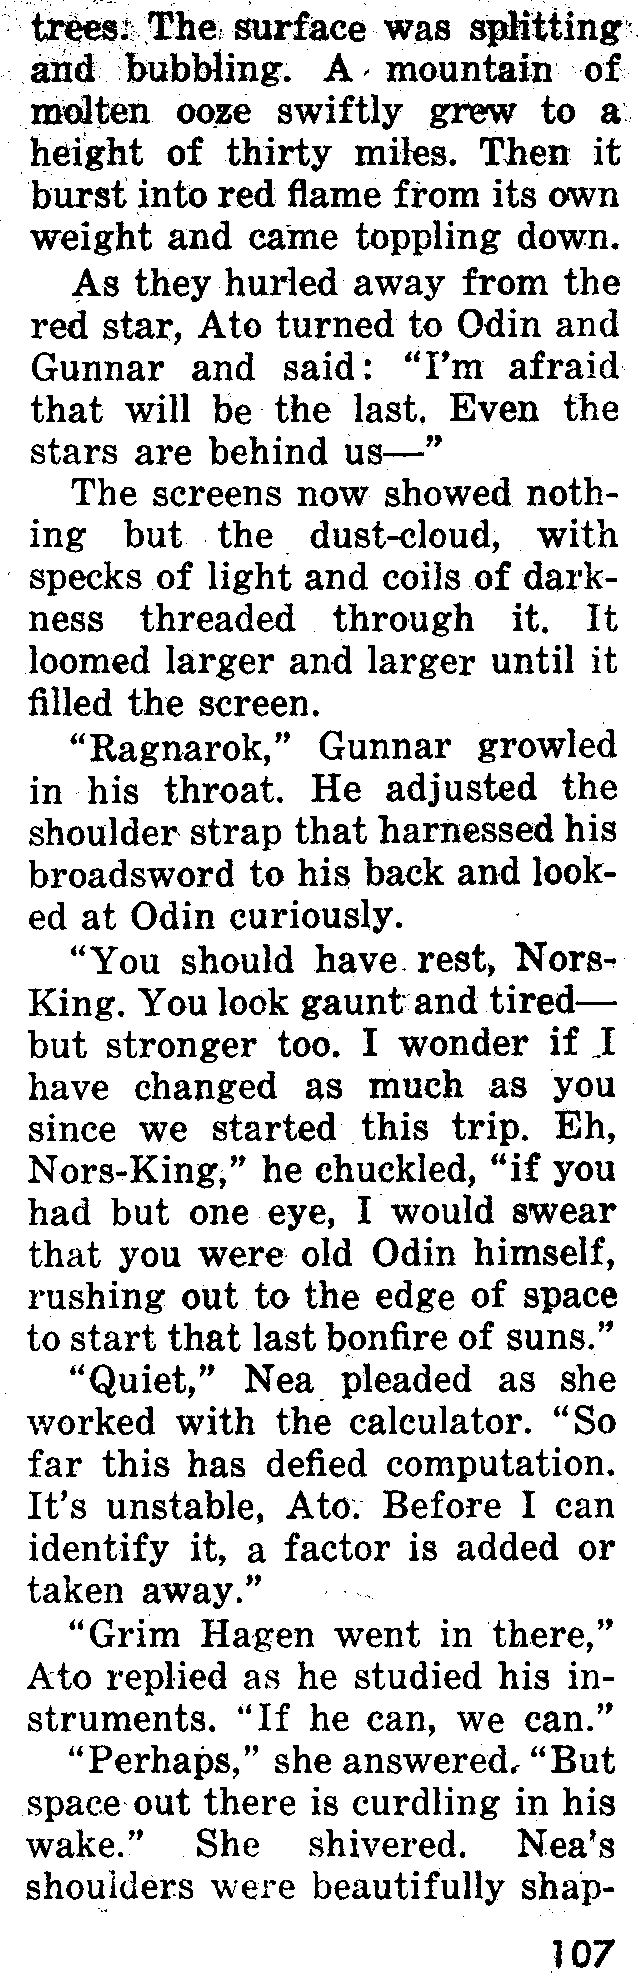 trees. The surface was splitting
and bubbling. A mountain of
molten ooze swiftly grew to a
height of thirty miles. Then it
burst into red flame from its own
weight and came toppling down.
As they hurled away from the
red star, Ato turned to Odin and
Gunnar and said: “I’m afraid
that will be the last. Even the
stars are behind us—”
The screens now showed noth-
ing but the dust-cloud, with
specks of light and coils of dark-
ness threaded through it. It
loomed larger and larger until it
filled the screen.
“Ragnarok,” Gunnar growled
in his throat. He adjusted the
shoulder strap that harnessed his
broadsword to his back and look-
ed at Odin curiously.
“You should have rest, Nors-
King. You look gaunt and tired—
but stronger too. I wonder if I
have changed as much as you
since we started this trip. Eh,
Nors-King,” he chuckled, “if you
had but one eye, I would swear
that you were old Odin himself,
rushing out to the edge of space
to start that last bonfire of suns.”
“Quiet,” Nea pleaded as she
worked with the calculator. “So
far this has defied computation.
It’s unstable, Ato. Before I can
identify it, a factor is added or
taken away.”
“Grim Hagen went in there,”
Ato replied as he studied his in-
struments. “If he can, we can.”
“Perhaps,” she answered. “But
space out there is curdling in his
wake.” She shivered. Nea’s
shoulders were beautifully shap-
107